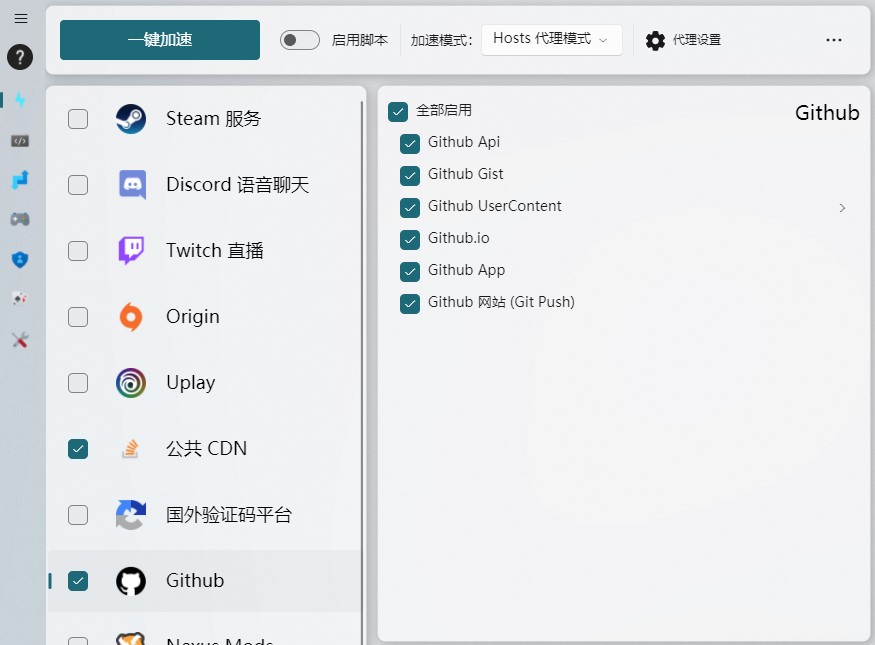 一键加速
启用脚本
加速模式:
Hosts 代理模式
代理设置
Steam 服务
Discord 语音聊天
Twitch 直播
Origin
Uplay
公共 CDN
国外验证码平台
Github
Nexus Mods
全部启用
Github
Github Api
Github Gist
Github UserContent
Github.io
Github App
Github 网站 (Git Push)